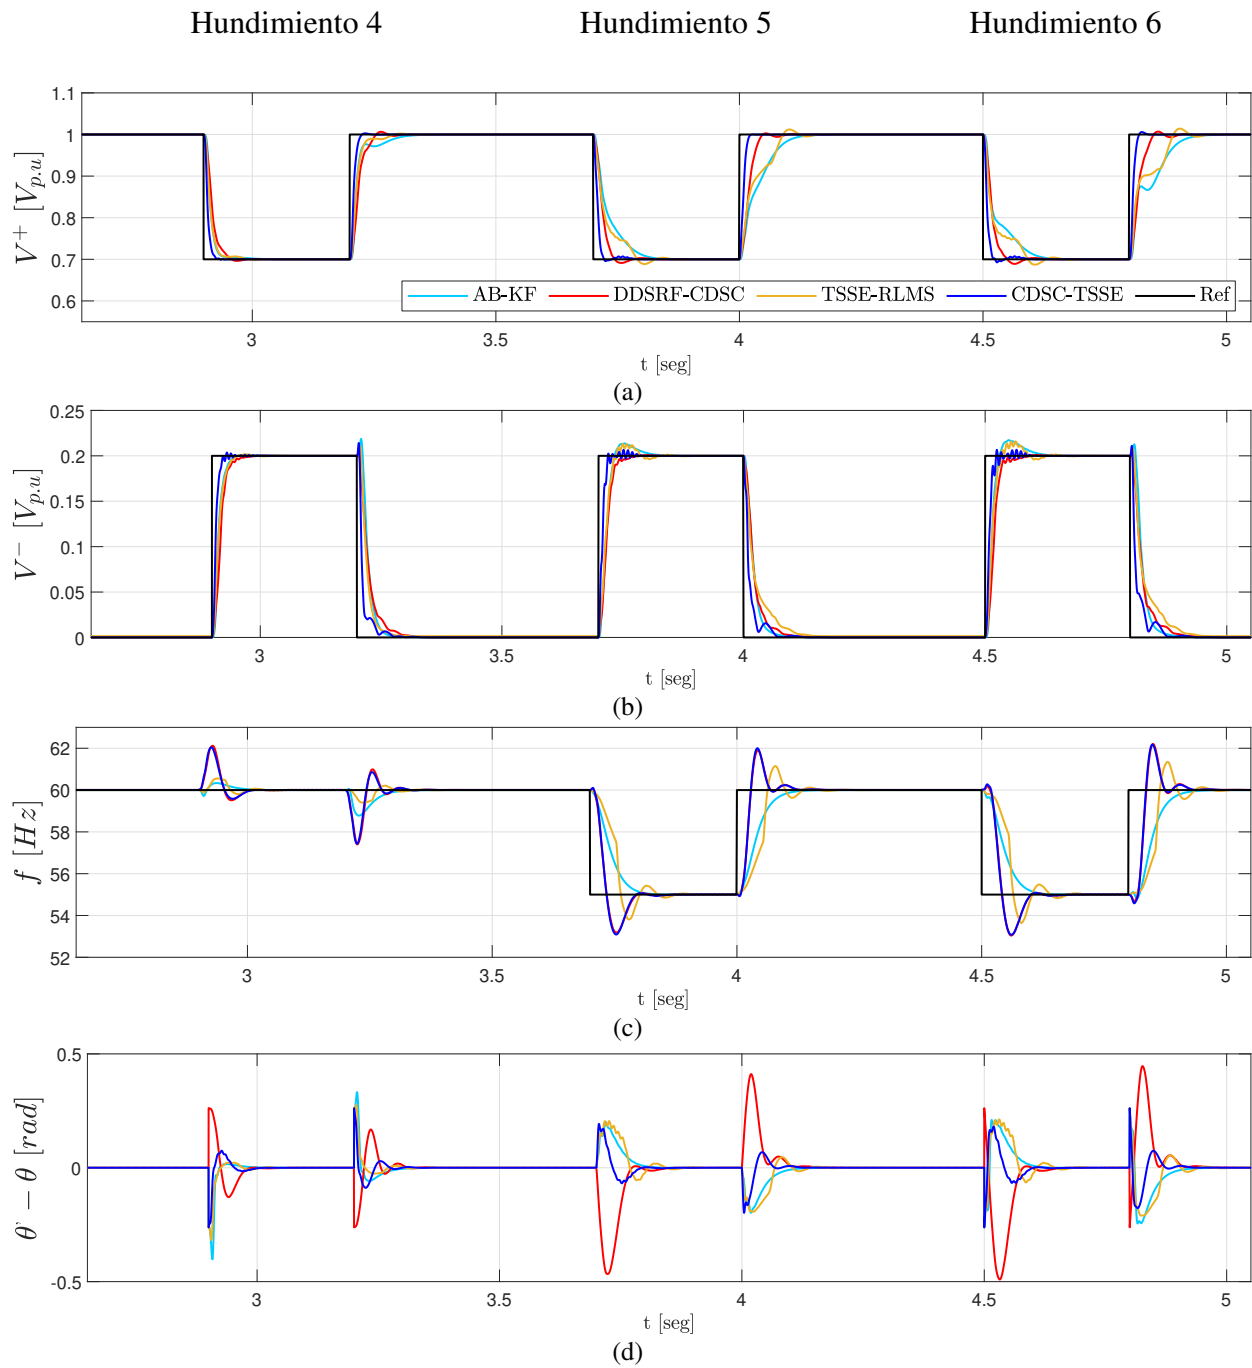 Hundimiento 4 Hundimiento 5 Hundimiento 6
1.1
1
0.9
0.8
0.7
0.6
V⁺ [V_{p.u}]
AB-KF DDSRF-CDSC TSSE-RLMS CDSC-TSSE Ref
3 3.5 4 4.5 5
t [seg]
(a)
0.25
0.2
0.15
0.1
0.05
0
V⁻ [V_{p.u}]
3 3.5 4 4.5 5
t [seg]
(b)
62
60
58
56
54
52
f [Hz]
3 3.5 4 4.5 5
t [seg]
(c)
0.5
0
-0.5
θ' − θ [rad]
3 3.5 4 4.5 5
t [seg]
(d)